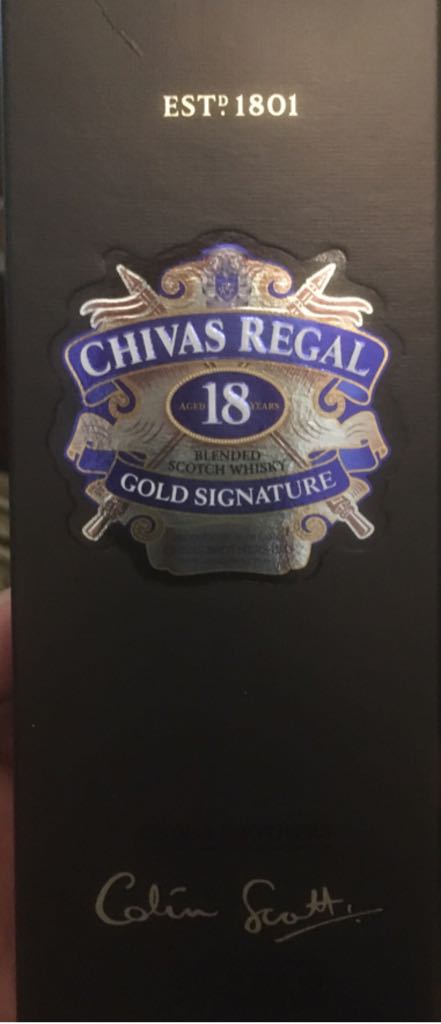 ESTD. 1801
CHIVAS REGAL
AGED 18 YEARS
BLENDED
SCOTCH WHISKY
GOLD SIGNATURE
Colin Scott.